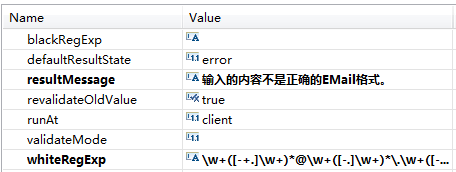 Name Value
blackRegExp
defaultResultState error
resultMessage 输入的内容不是正确的EMail格式。
revalidateOldValue true
runAt client
validateMode
whiteRegExp \w+([-+.]\w+)*@\w+([-.]\w+)*\.\w+([-...